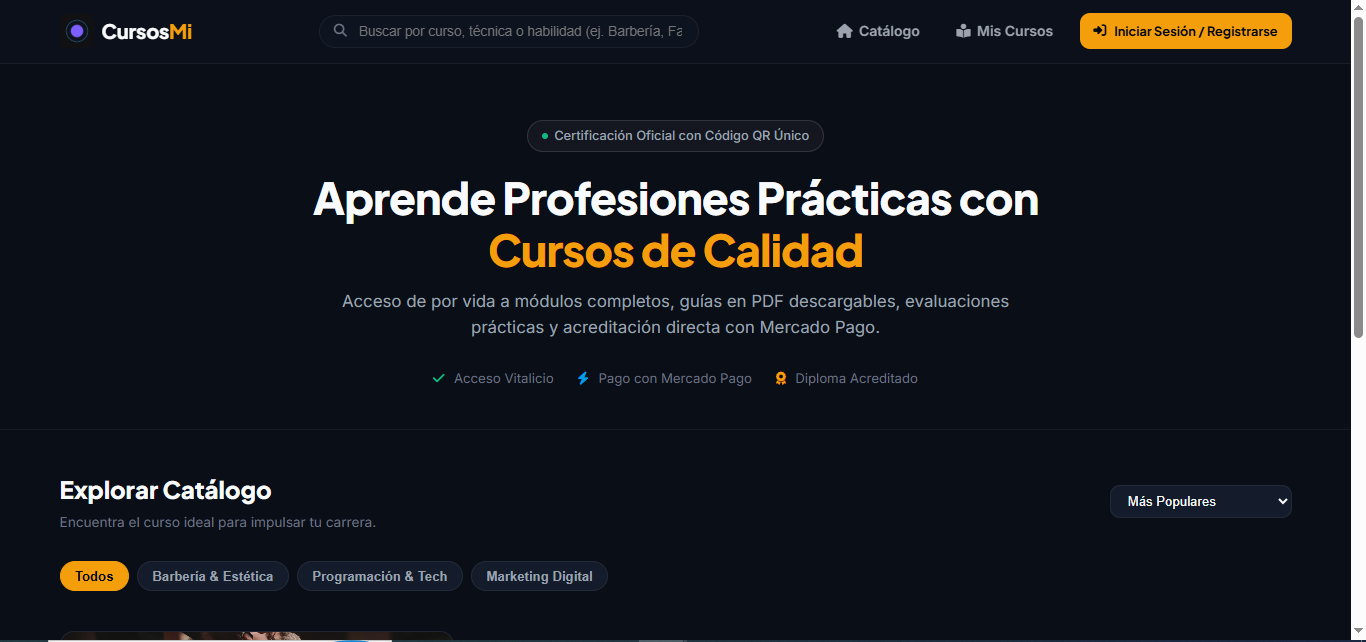 CursosMi
Buscar por curso, técnica o habilidad (ej. Barbería, Fa
Catálogo
Mis Cursos
Iniciar Sesión / Registrarse
Certificación Oficial con Código QR Único
Aprende Profesiones Prácticas con
Cursos de Calidad
Acceso de por vida a módulos completos, guías en PDF descargables, evaluaciones
prácticas y acreditación directa con Mercado Pago.
Acceso Vitalicio
Pago con Mercado Pago
Diploma Acreditado
Explorar Catálogo
Encuentra el curso ideal para impulsar tu carrera.
Más Populares
Todos
Barbería & Estética
Programación & Tech
Marketing Digital